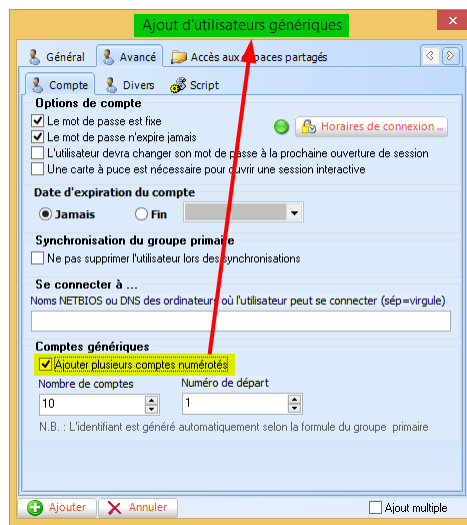 Ajout d'utilisateurs génériques
Général Avancé Accès aux espaces partagés
Compte Divers Script
Options de compte
Le mot de passe est fixe
Le mot de passe n'expire jamais
Horaires de connexion ...
L'utilisateur devra changer son mot de passe à la prochaine ouverture de session
Une carte à puce est nécessaire pour ouvrir une session interactive
Date d'expiration du compte
Jamais Fin
Synchronisation du groupe primaire
Ne pas supprimer l'utilisateur lors des synchronisations
Se connecter à ...
Noms NETBIOS ou DNS des ordinateurs où l'utilisateur peut se connecter (sép=virgule)
Comptes génériques
Ajouter plusieurs comptes numérotés
Nombre de comptes Numéro de départ
10 1
N.B. : L'identifiant est généré automatiquement selon la formule du groupe primaire
Ajouter Annuler Ajout multiple